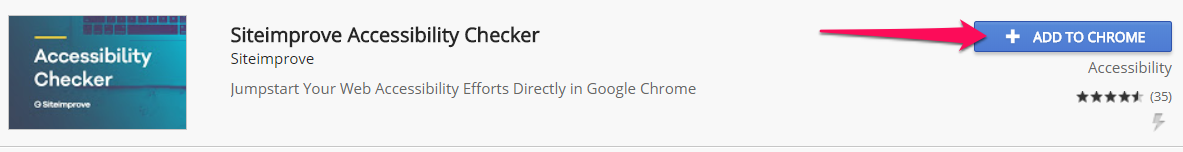 Accessibility
Checker
Siteimprove
Siteimprove Accessibility Checker
Siteimprove
Jumpstart Your Web Accessibility Efforts Directly in Google Chrome
ADD TO CHROME
Accessibility
(35)